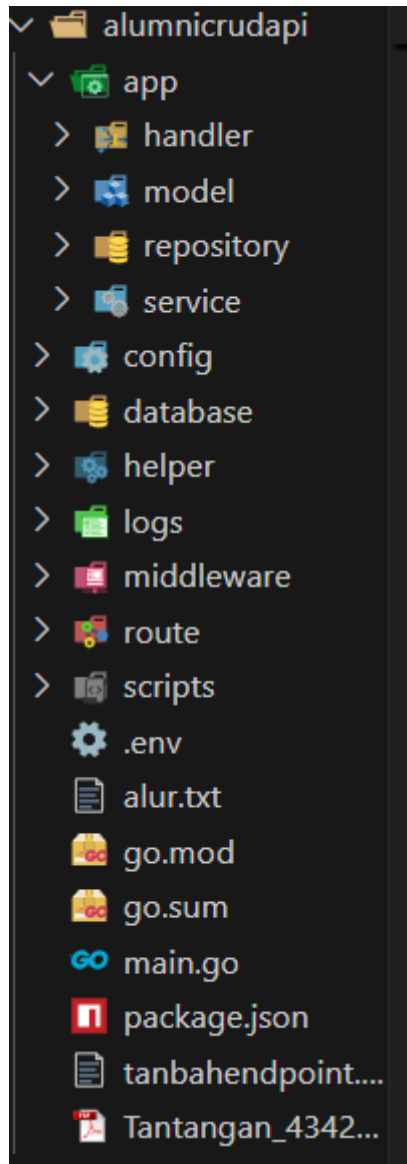 alumnicrudapi
app
handler
model
repository
service
config
database
helper
logs
middleware
route
scripts
.env
alur.txt
go.mod
go.sum
main.go
package.json
tanbahendpoint....
Tantangan_4342...